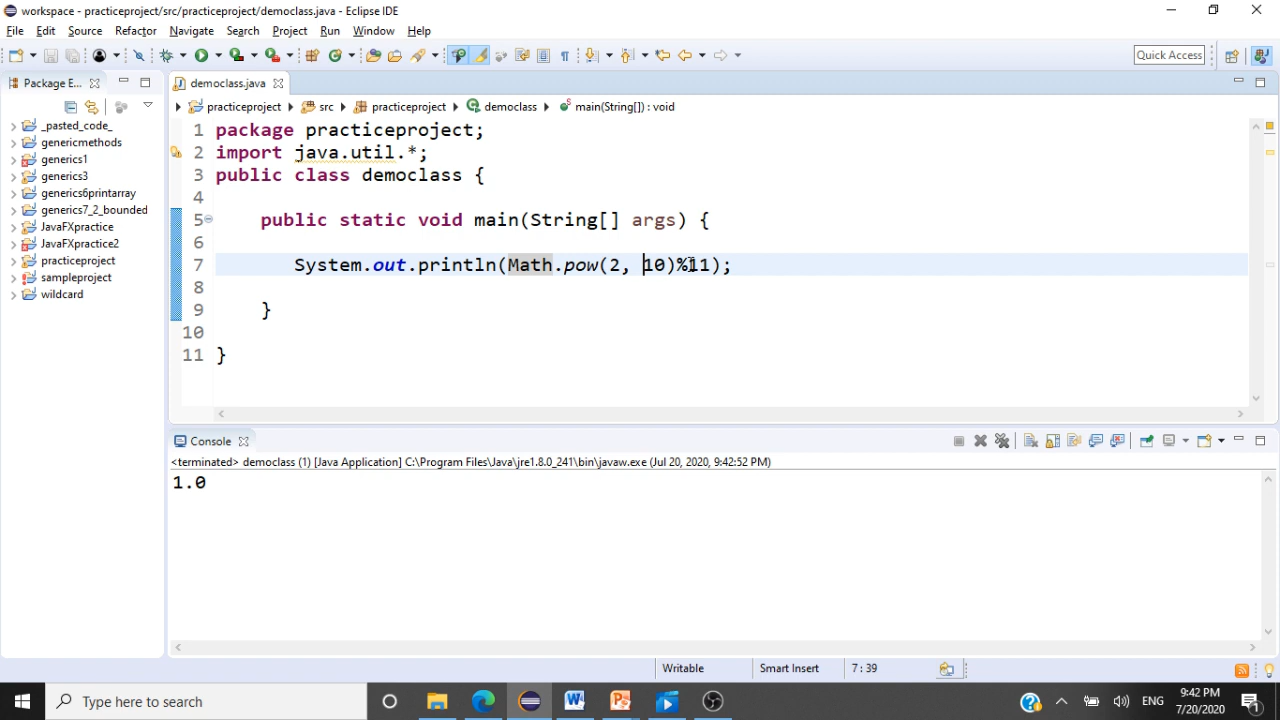 workspace - practiceproject/src/practiceproject/democlass.java - Eclipse IDE
File Edit Source Refactor Navigate Search Project Run Window Help
Quick Access
Package E...
_pasted_code_
genericmethods
generics1
generics3
generics6printarray
generics7_2_bounded
JavaFXpractice
JavaFXpractice2
practiceproject
sampleproject
wildcard
democlass.java
practiceproject src practiceproject democlass main(String[]) : void
1 package practiceproject;
2 import java.util.*;
3 public class democlass {
4
5 public static void main(String[] args) {
6
7 System.out.println(Math.pow(2, 10)%11);
8
9 }
10
11 }
Console
<terminated> democlass (1) [Java Application] C:\Program Files\Java\jre1.8.0_241\bin\javaw.exe (Jul 20, 2020, 9:42:52 PM)
1.0
Writable Smart Insert 7 : 39
Type here to search
ENG
9:42 PM
7/20/2020
1